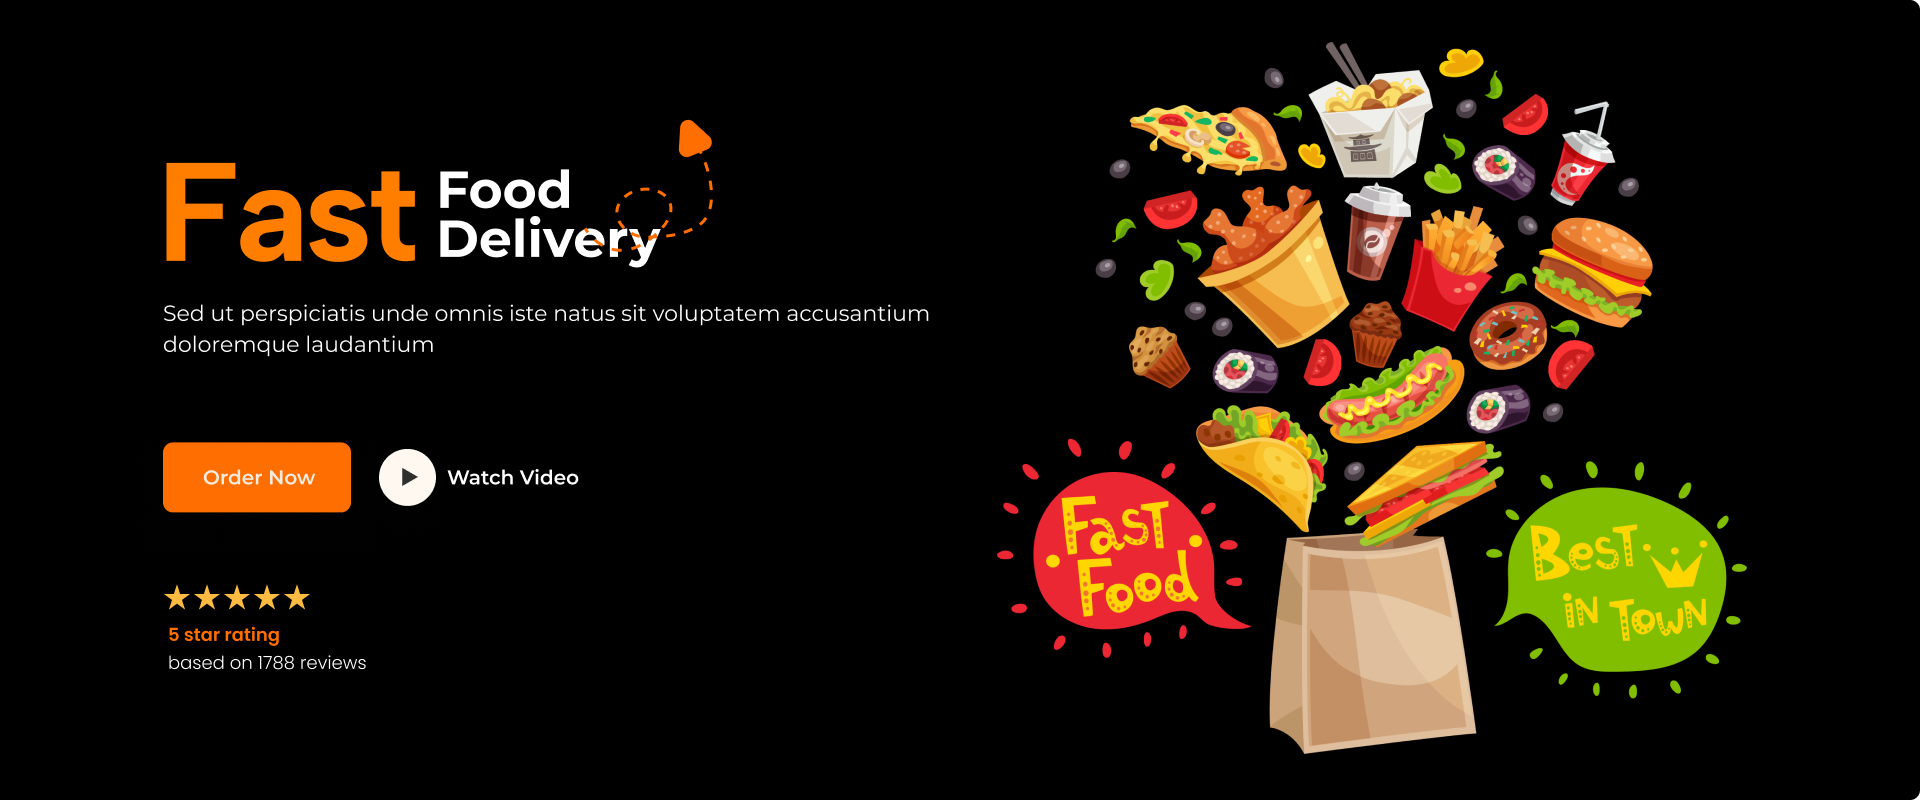 Fast
Food
Delivery
Sed ut perspiciatis unde omnis iste natus sit voluptatem accusantium
doloremque laudantium
Order Now
Watch Video
5 star rating
based on 1788 reviews
Fast
Food
Best
in Town